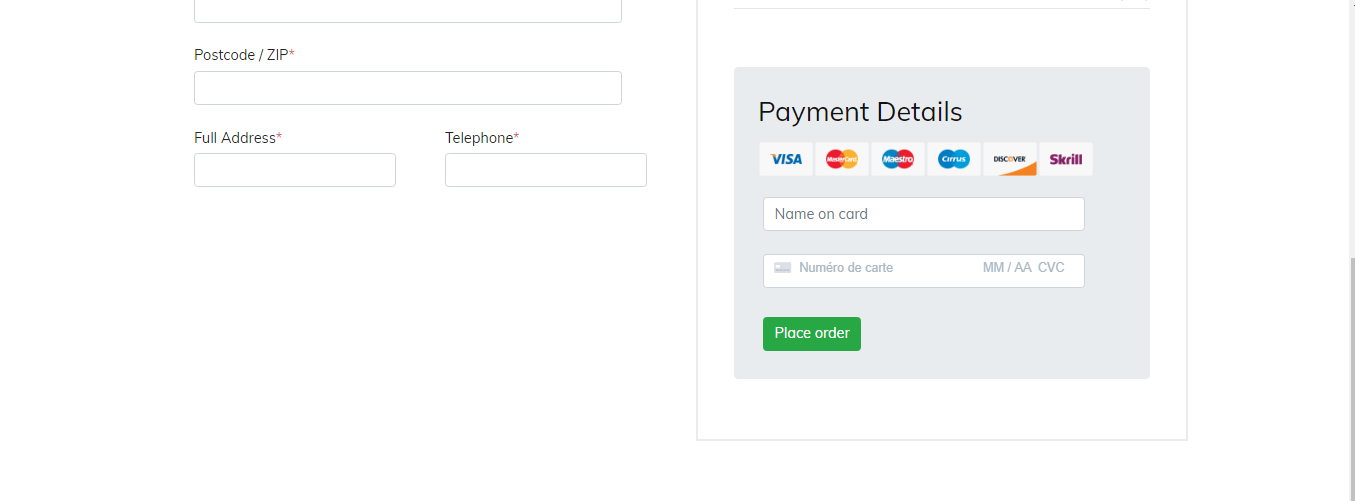 Postcode / ZIP*
Full Address*
Telephone*
Payment Details
VISA
MasterCard
Maestro
Cirrus
DISCOVER
Skrill
Name on card
Numéro de carte
MM / AA CVC
Place order